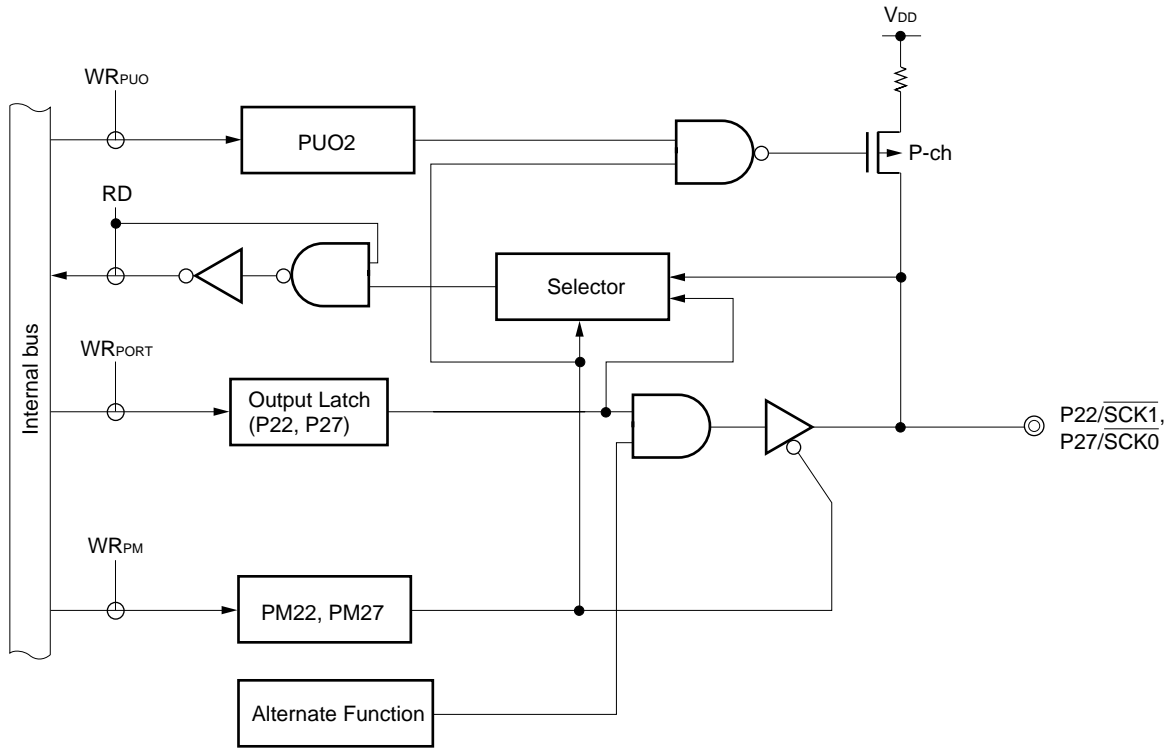 VDD
WRPUO
PUO2
P-ch
RD
Selector
Internal bus
WRPORT
Output Latch
(P22, P27)
P22/SCK1,
P27/SCK0
WRPM
PM22, PM27
Alternate Function